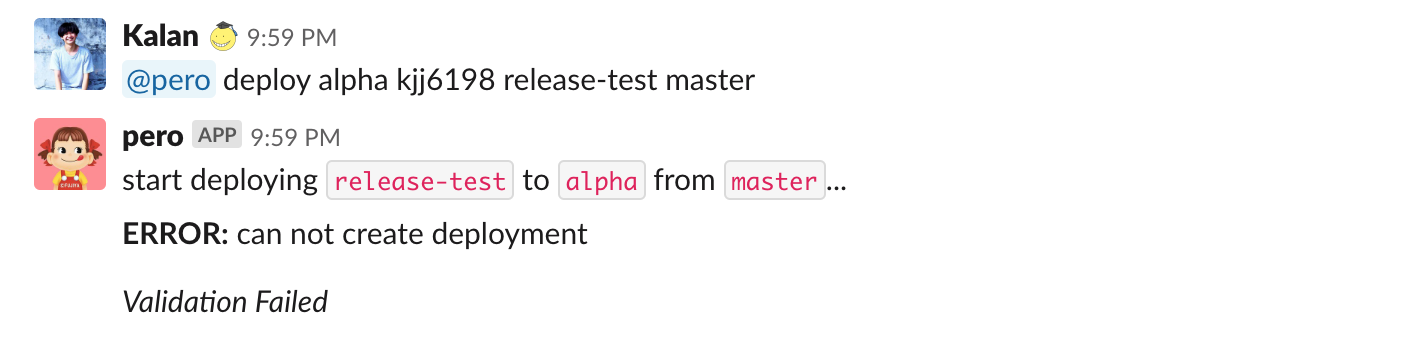 Kalan 9:59 PM
@pero deploy alpha kjj6198 release-test master
pero APP 9:59 PM
start deploying release-test to alpha from master...
ERROR: can not create deployment
Validation Failed